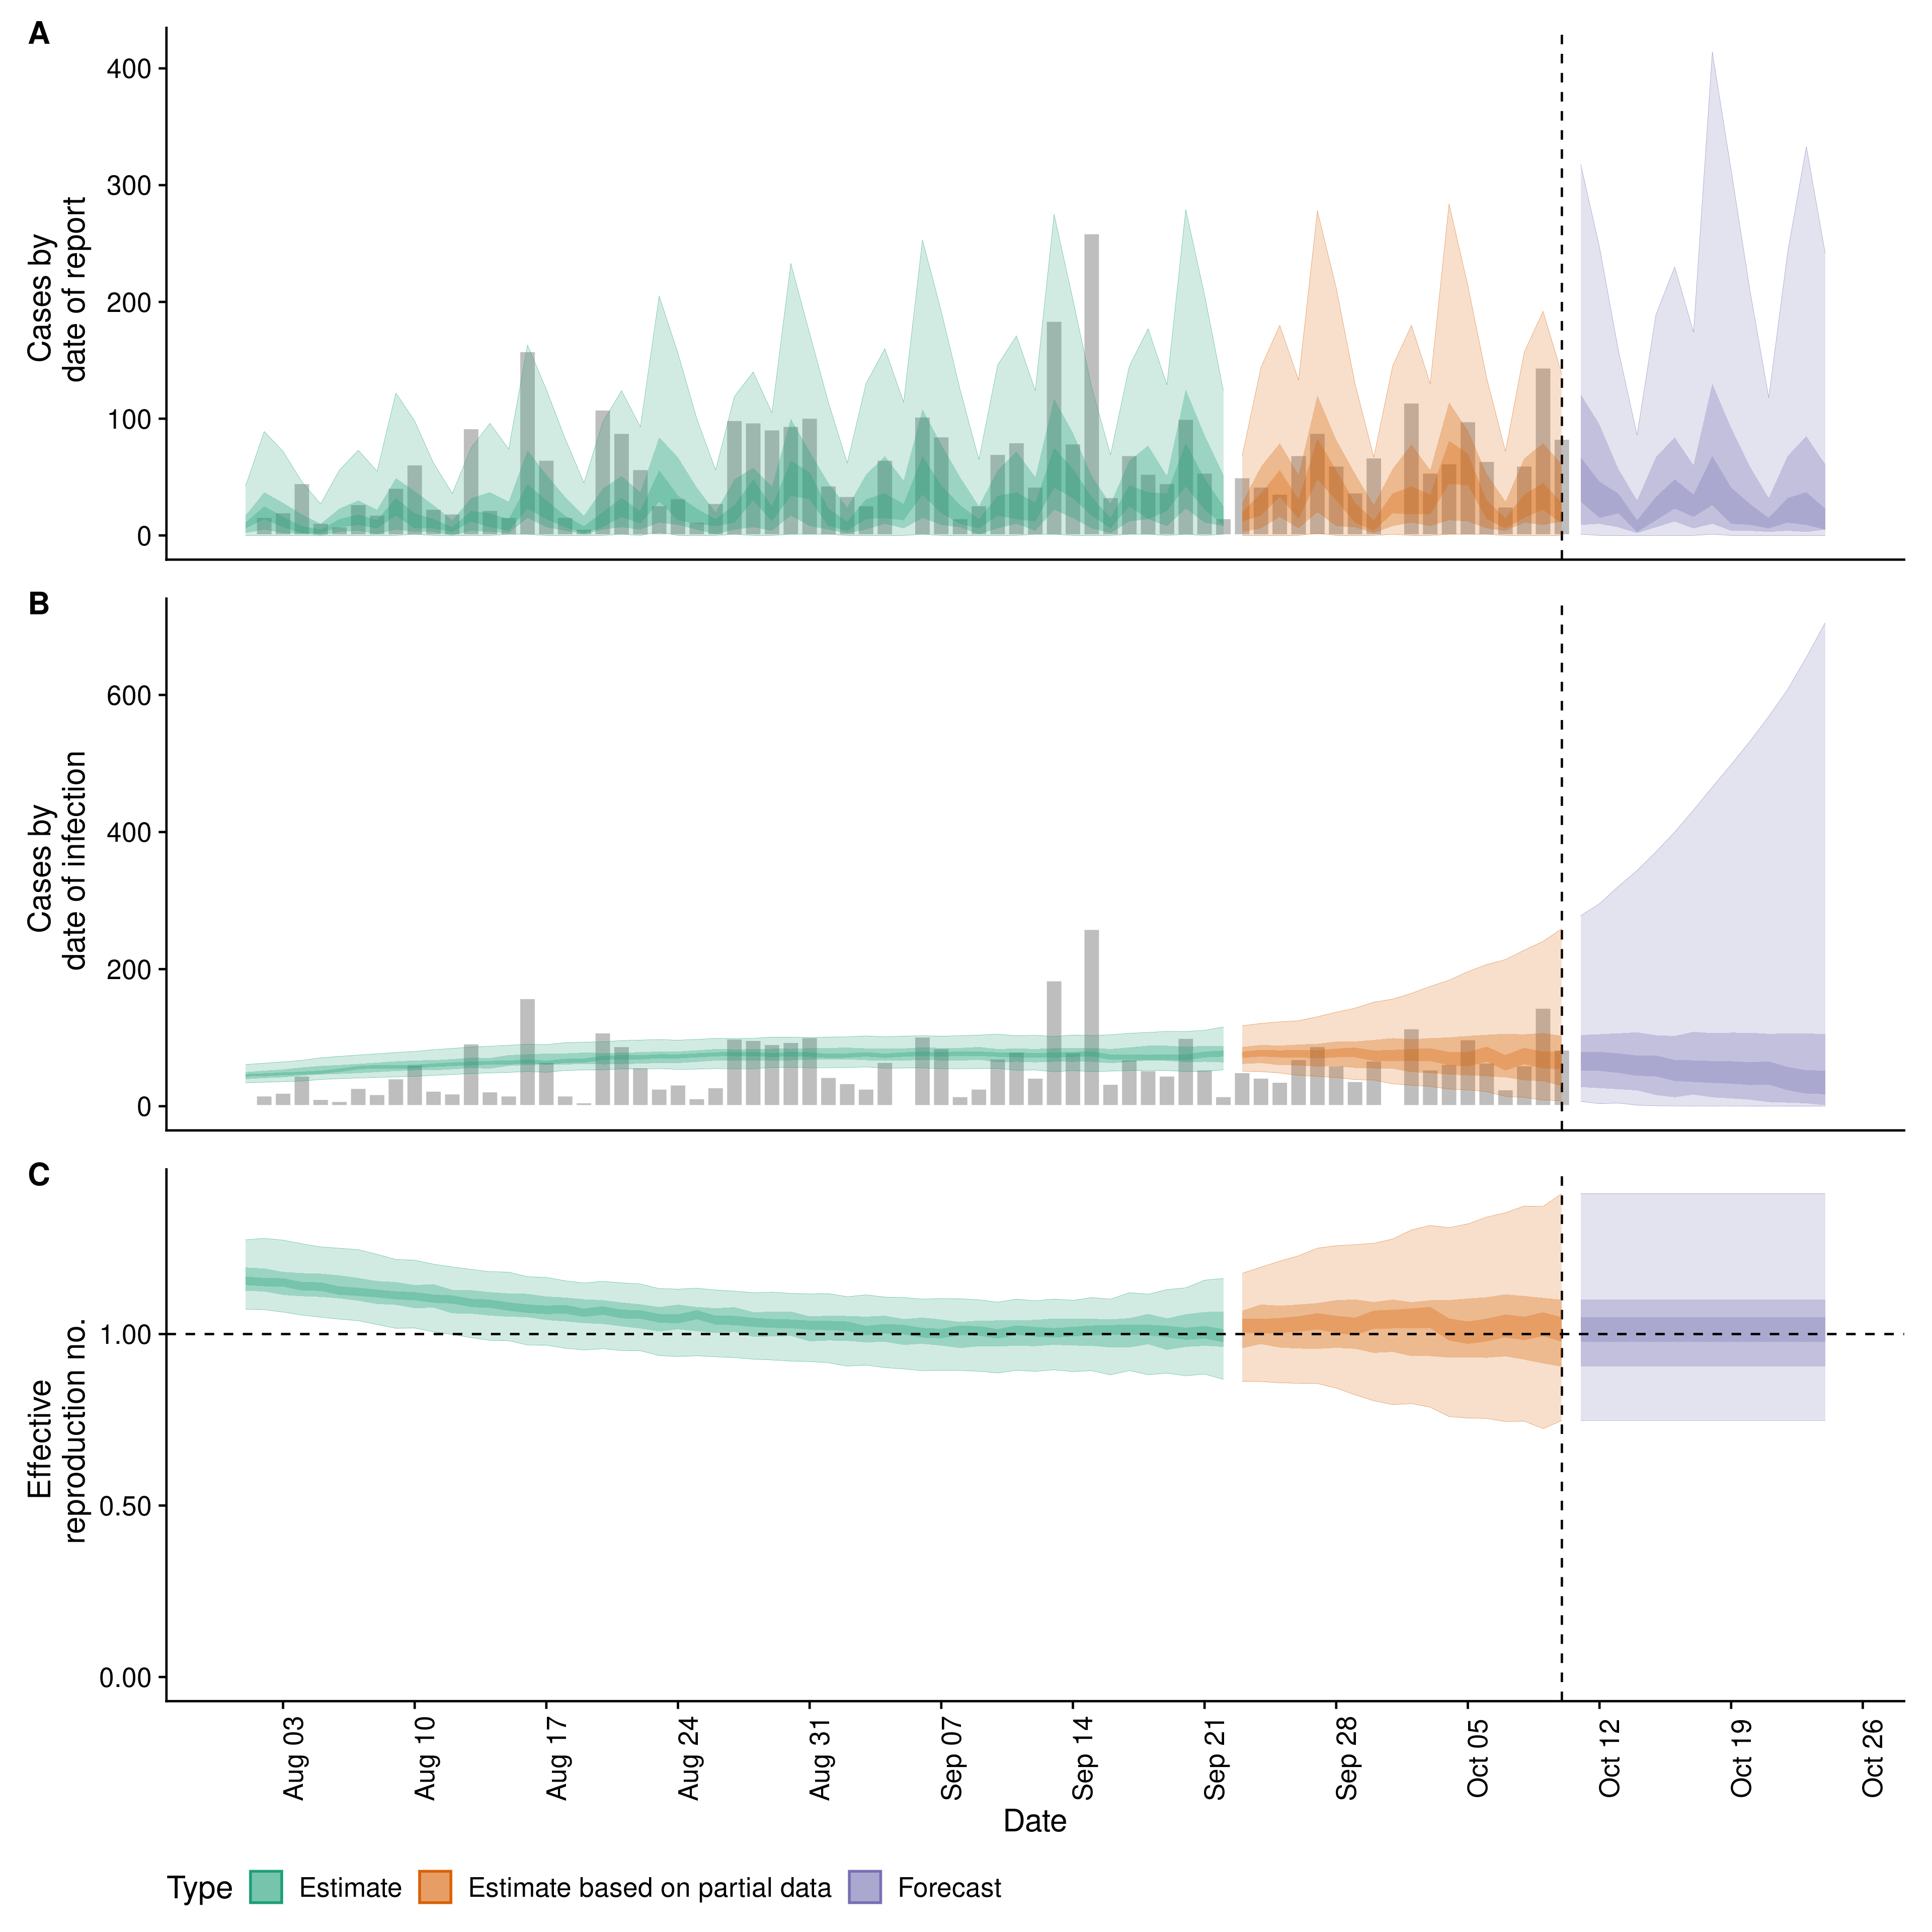 A
400
300
200
100
0
Cases by
date of report
B
600
400
200
0
Cases by
date of infection
C
1.00
0.50
0.00
Effective
reproduction no.
Aug 03
Aug 10
Aug 17
Aug 24
Aug 31
Sep 07
Sep 14
Sep 21
Sep 28
Oct 05
Oct 12
Oct 19
Oct 26
Date
Type Estimate Estimate based on partial data Forecast